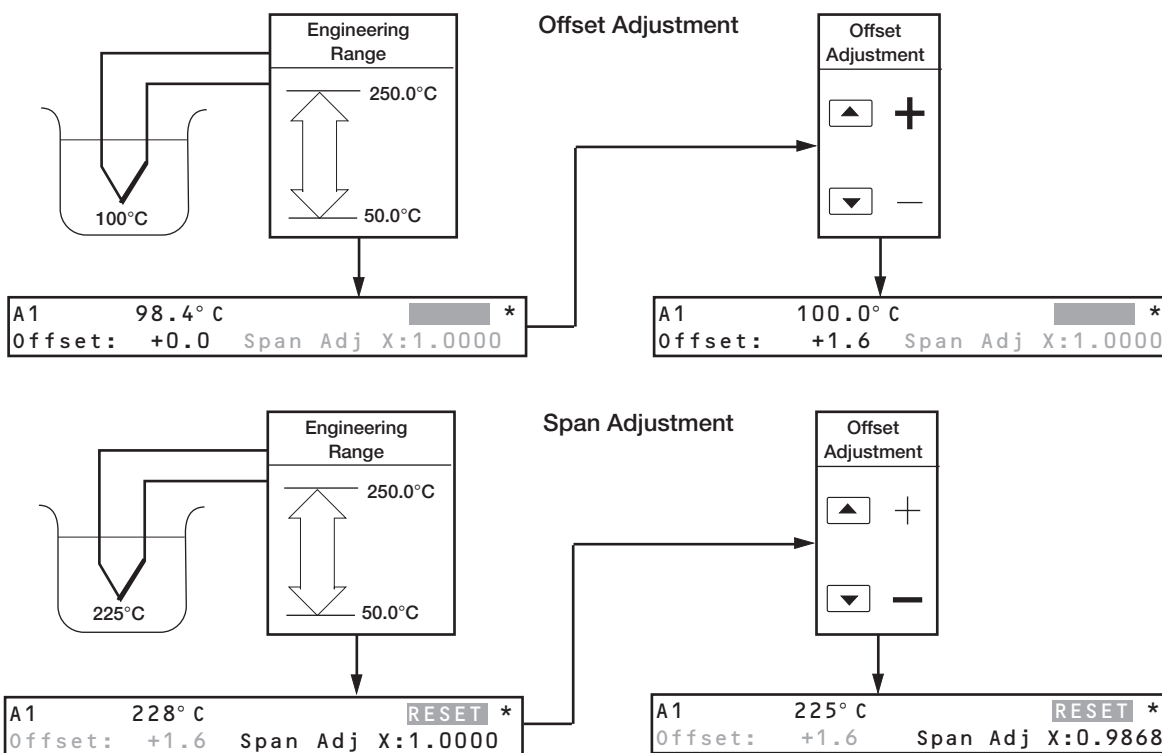 Offset Adjustment
Engineering
Range
250.0°C
50.0°C
100°C
Offset
Adjustment
+
–
A1 98.4°C *
Offset: +0.0 Span Adj X:1.0000
A1 100.0°C *
Offset: +1.6 Span Adj X:1.0000
Span Adjustment
Engineering
Range
250.0°C
50.0°C
225°C
Offset
Adjustment
+
–
A1 228°C RESET *
Offset: +1.6 Span Adj X:1.0000
A1 225°C RESET *
Offset: +1.6 Span Adj X:0.9868